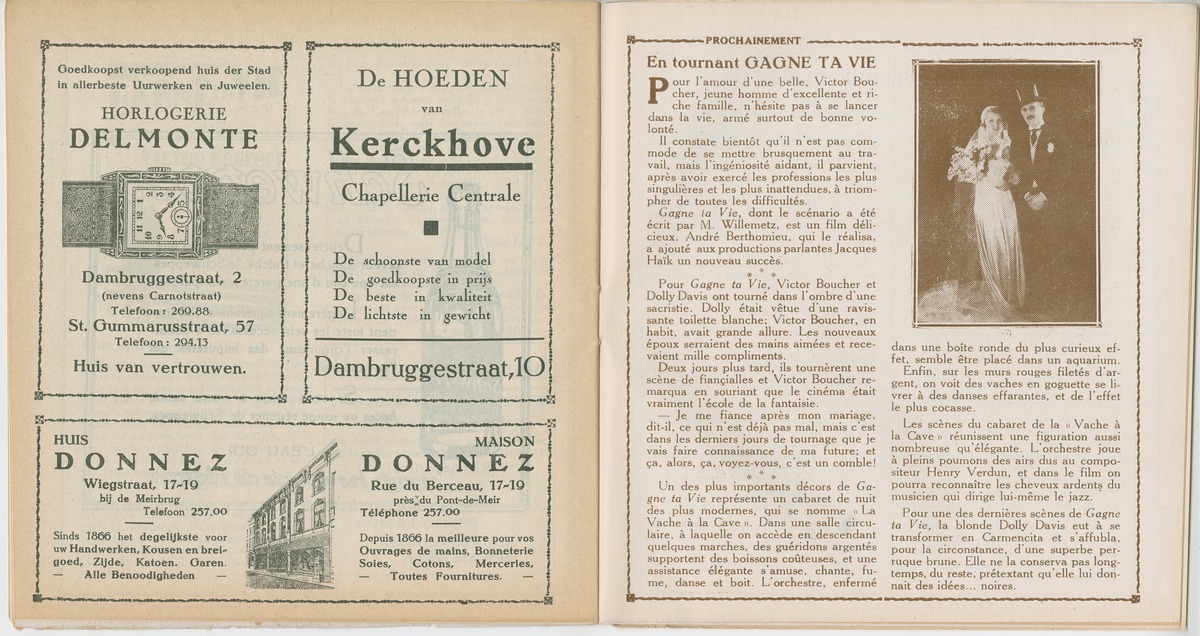 Goedkoopst verkoopend huis der Stad
in allerbeste Uurwerken en Juweelen.
HORLOGERIE
DELMONTE
Dambruggestraat, 2
(nevens Carnotstraat)
Telefoon : 269.88
St. Gummarusstraat, 57
Telefoon : 294.13
Huis van vertrouwen.
De HOEDEN
van
Kerckhove
Chapellerie Centrale
De schoonste van model
De goedkoopste in prijs
De beste in kwaliteit
De lichtste in gewicht
Dambruggestraat,10
HUIS
DONNEZ
Wiegstraat, 17-19
bij de Meirbrug
Telefoon 257,00
Sinds 1866 het degelijkste voor
uw Handwerken, Kousen en brei-
goed, Zijde, Katoen. Garen.
— Alle Benoodigheden —
MAISON
DONNEZ
Rue du Berceau, 17-19
près du Pont-de-Meir
Téléphone 257.00
Depuis 1866 la meilleure pour vos
Ouvrages de mains, Bonneterie
Soies, Cotons, Merceries,
— Toutes Fournitures. —
PROCHAINEMENT
En tournant GAGNE TA VIE
Pour l'amour d'une belle, Victor Bou-
cher, jeune homme d'excellente et ri-
che famille, n'hésite pas à se lancer
dans la vie, armé surtout de bonne vo-
lonté.
Il constate bientôt qu'il n'est pas com-
mode de se mettre brusquement au tra-
vail, mais l'ingéniosité aidant, il parvient,
après avoir exercé les professions les plus
singulières et les plus inattendues, à triom-
pher de toutes les difficultés.
Gagne ta Vie, dont le scénario a été
écrit par M. Willemetz, est un film déli-
cieux. André Berthomieu, qui le réalisa,
a ajouté aux productions parlantes Jacques
Haïk un nouveau succès.
* * *
Pour Gagne ta Vie, Victor Boucher et
Dolly Davis ont tourné dans l'ombre d'une
sacristie. Dolly était vêtue d'une ravis-
sante toilette blanche; Victor Boucher, en
habit, avait grande allure. Les nouveaux
époux serraient des mains aimées et rece-
vaient mille compliments.
Deux jours plus tard, ils tournèrent une
scène de fiançialles et Victor Boucher re-
marqua en souriant que le cinéma était
vraiment l'école de la fantaisie.
— Je me fiance après mon mariage,
dit-il, ce qui n'est déjà pas mal, mais c'est
dans les derniers jours de tournage que je
vais faire connaissance de ma future; et
ça, alors, ça, voyez-vous, c'est un comble!
* * *
Un des plus importants décors de Ga-
gne ta Vie représente un cabaret de nuit
des plus modernes, qui se nomme « La
Vache à la Cave ». Dans une salle circu-
laire, à laquelle on accède en descendant
quelques marches, des guéridons argentés
supportent des boissons coûteuses, et une
assistance élégante s'amuse, chante, fu-
me, danse et boit. L'orchestre, enfermé
dans une boîte ronde du plus curieux ef-
fet, semble être placé dans un aquarium.
Enfin, sur les murs rouges filetés d'ar-
gent, on voit des vaches en goguette se li-
vrer à des danses effarantes, et de l'effet
le plus cocasse.
Les scènes du cabaret de la « Vache à
la Cave » réunissent une figuration aussi
nombreuse qu'élégante. L'orchestre joue
à pleins poumons des airs dus au compo-
siteur Henry Verdun, et dans le film on
pourra reconnaître les cheveux ardents du
musicien qui dirige lui-même le jazz.
Pour une des dernières scènes de Gagne
ta Vie, la blonde Dolly Davis eut à se
transformer en Carmencita et s'affubla,
pour la circonstance, d'une superbe per-
ruque brune. Elle ne la conserva pas long-
temps, du reste, prétextant qu'elle lui don-
nait des idées... noires.